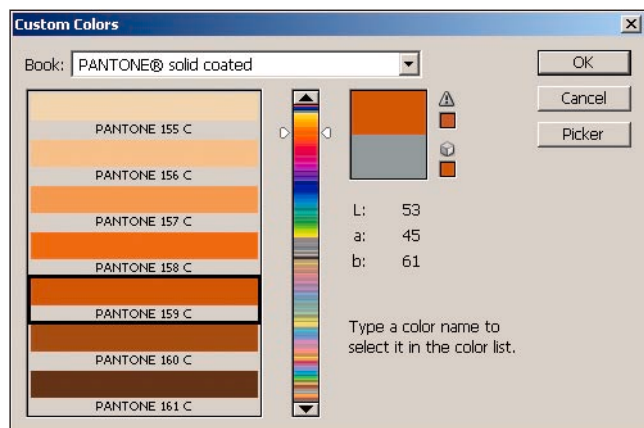 Custom Colors
Book: PANTONE® solid coated
OK
Cancel
Picker
PANTONE 155 C
PANTONE 156 C
PANTONE 157 C
PANTONE 158 C
PANTONE 159 C
PANTONE 160 C
PANTONE 161 C
L: 53
a: 45
b: 61
Type a color name to
select it in the color list.